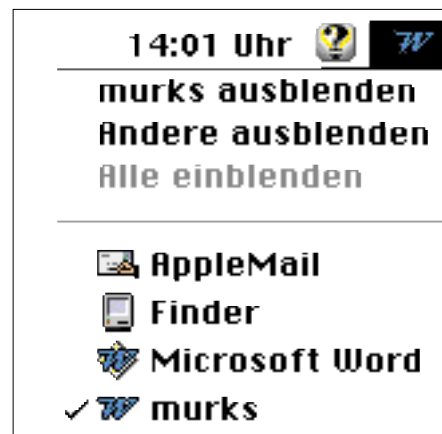 14:01 Uhr
murks ausblenden
Andere ausblenden
Alle einblenden
AppleMail
Finder
Microsoft Word
murks